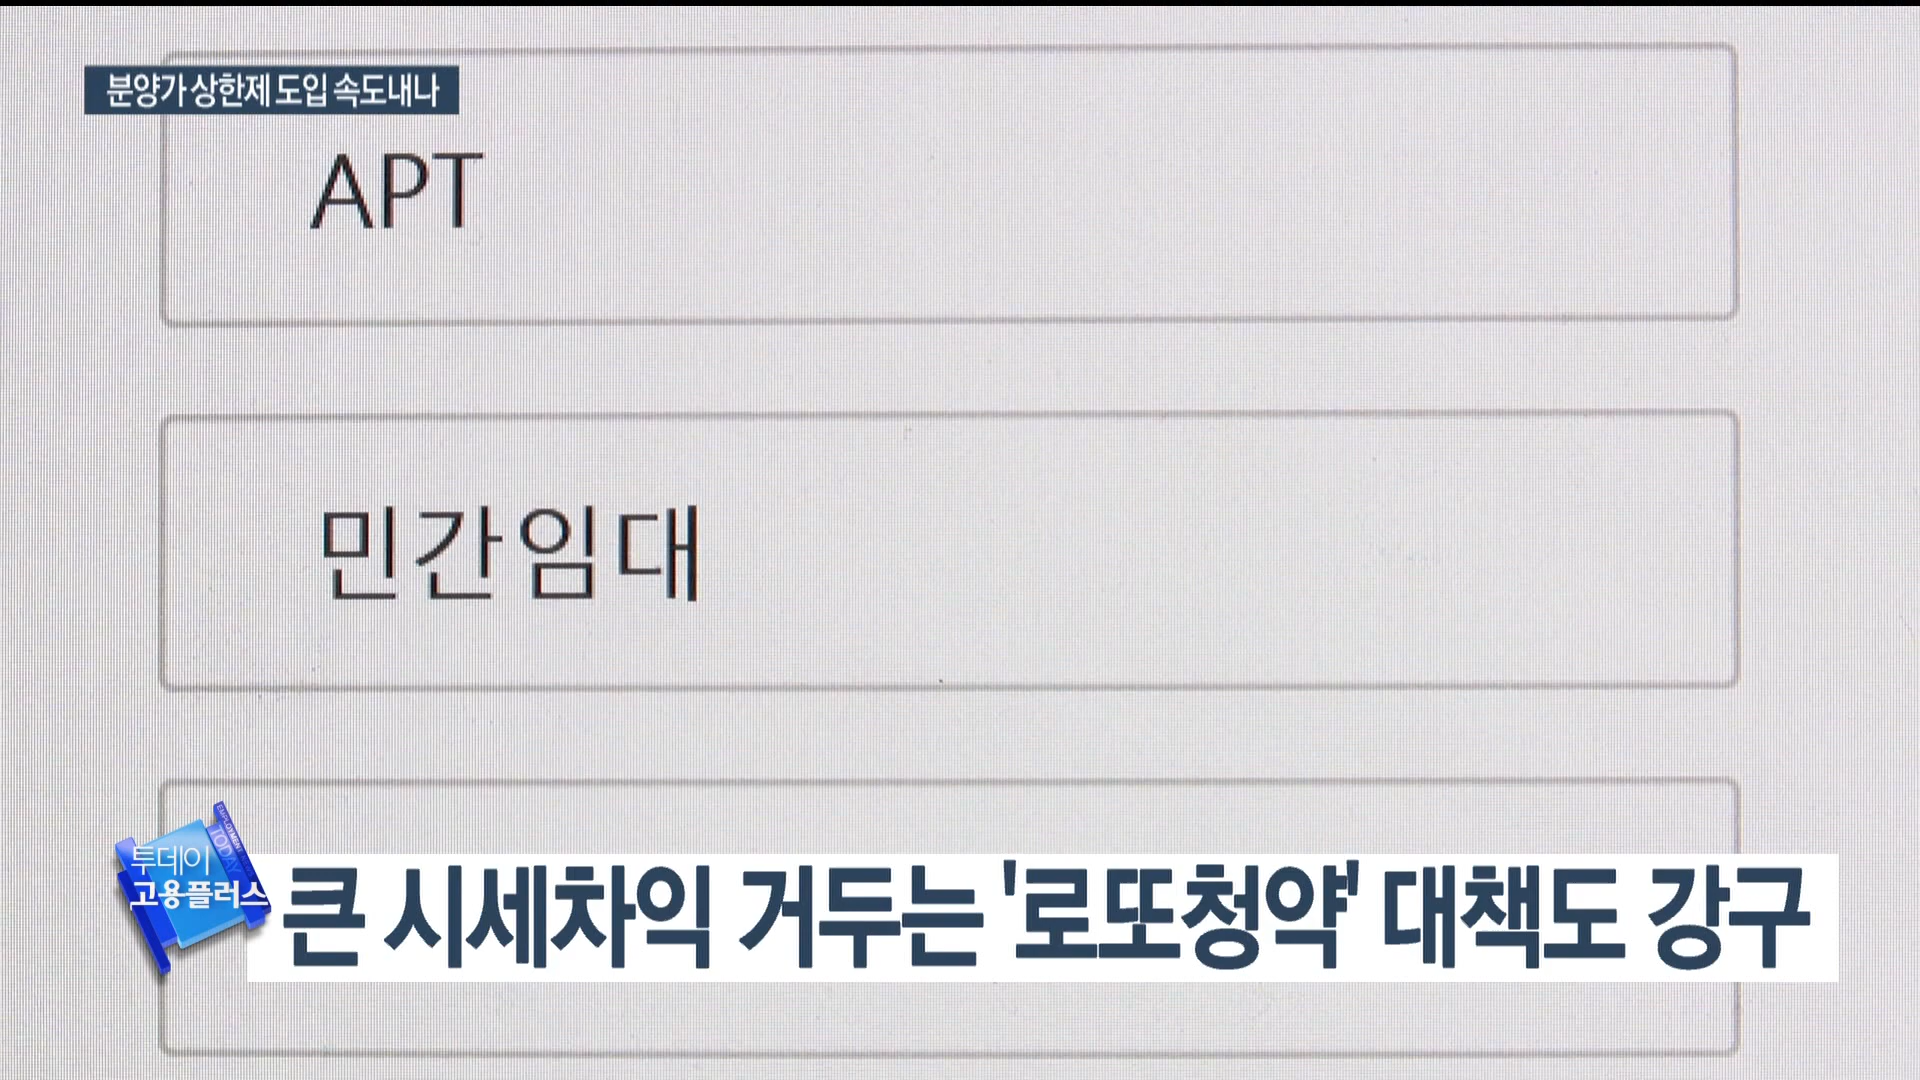 분양가 상한제 도입 속도내나
APT
민간임대
EMPLOYMENT
TODAY
투데이
고용플러스
큰 시세차익 거두는 '로또청약' 대책도 강구